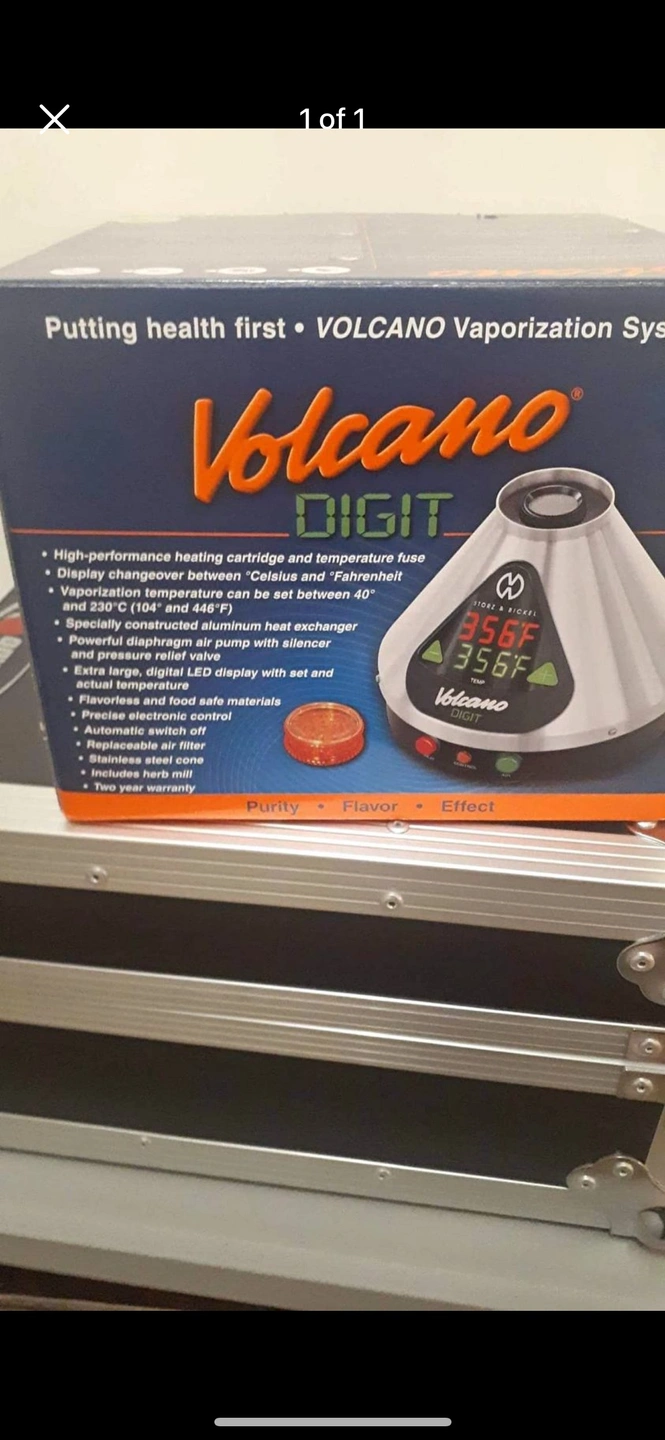 1 of 1
Putting health first • VOLCANO Vaporization Sys
Volcano®
DIGIT
• High-performance heating cartridge and temperature fuse
• Display changeover between °Celsius and °Fahrenheit
• Vaporization temperature can be set between 40°
and 230°C (104° and 446°F)
• Specially constructed aluminum heat exchanger
• Powerful diaphragm air pump with silencer
and pressure relief valve
• Extra large, digital LED display with set and
actual temperature
• Flavorless and food safe materials
• Precise electronic control
• Automatic switch off
• Replaceable air filter
• Stainless steel cone
• Includes herb mill
• Two year warranty
STORZ & BICKEL
356°F
356°F
TEMP
Volcano
DIGIT
Purity • Flavor • Effect